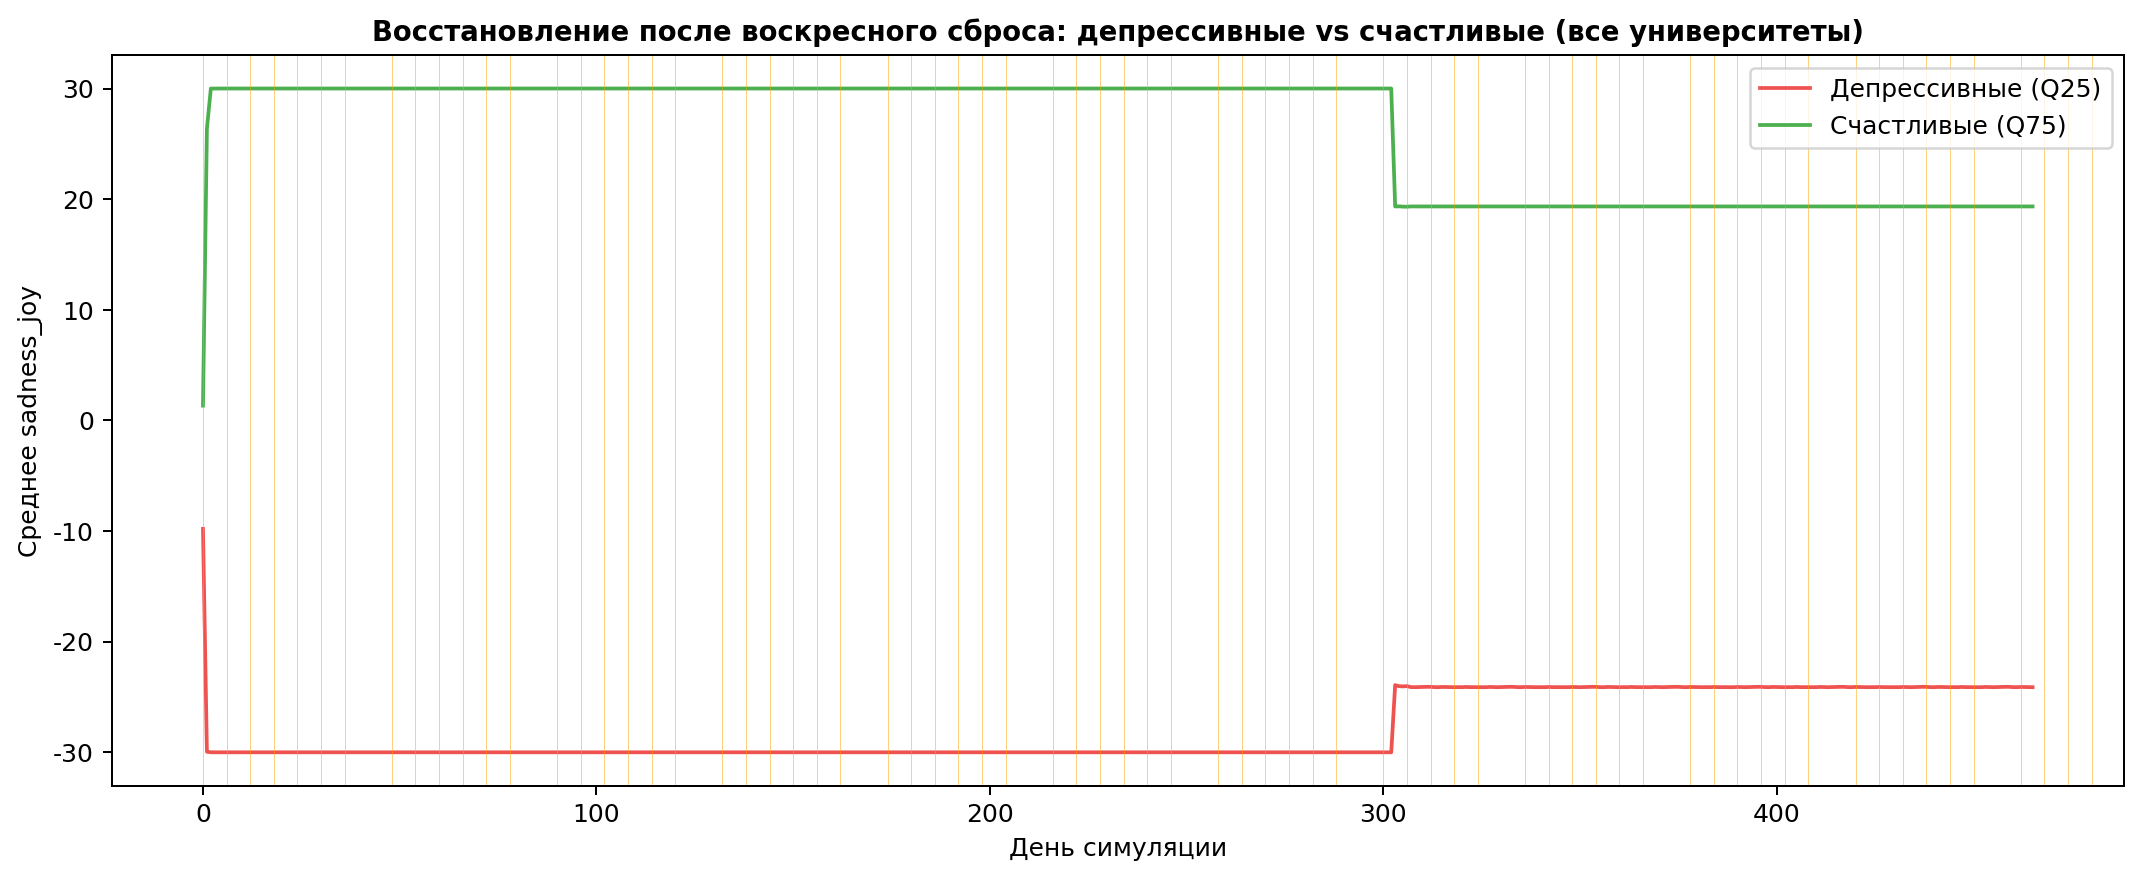 Восстановление после воскресного сброса: депрессивные vs счастливые (все университеты)
Среднее sadness_joy
30
20
10
0
-10
-20
-30
Депрессивные (Q25)
Счастливые (Q75)
0
100
200
300
400
День симуляции